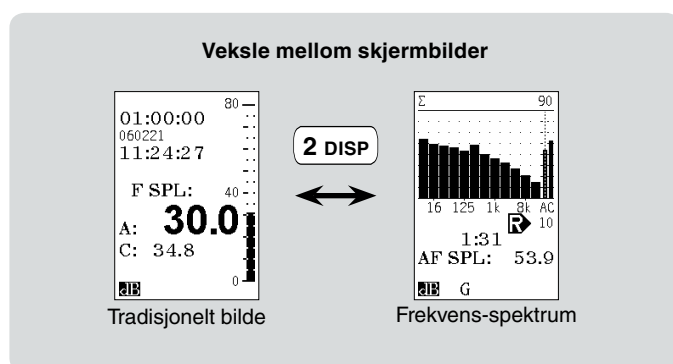 Veksle mellom skjermbilder
80
01:00:00
060221
11:24:27
F SPL:
40
A: 30.0
C: 34.8
0
dB
Tradisjonelt bilde
2 DISP
Σ 90
16 125 1k 8k AC
R 10
1:31
AF SPL: 53.9
dB G
Frekvens-spektrum